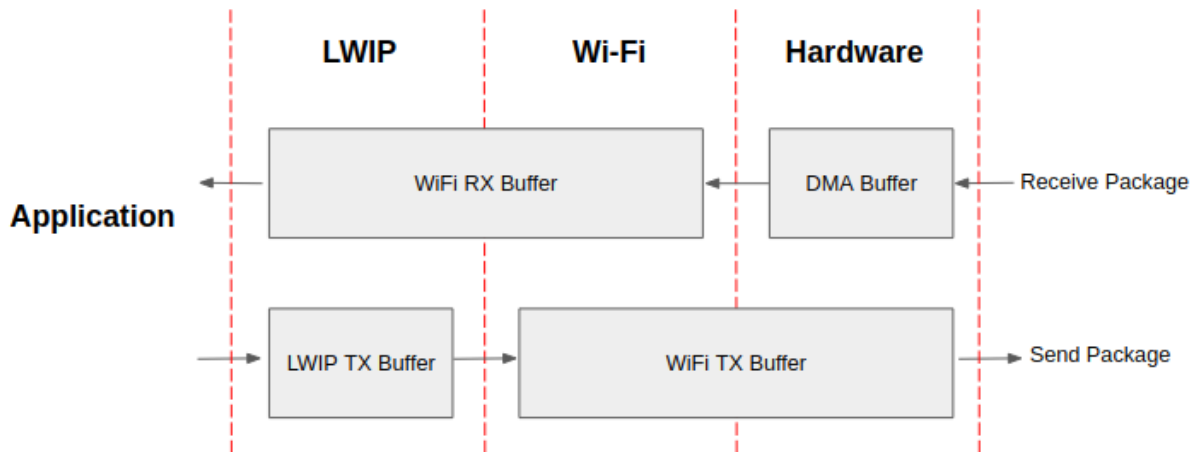 LWIP
Wi-Fi
Hardware
WiFi RX Buffer
DMA Buffer
Receive Package
Application
LWIP TX Buffer
WiFi TX Buffer
Send Package